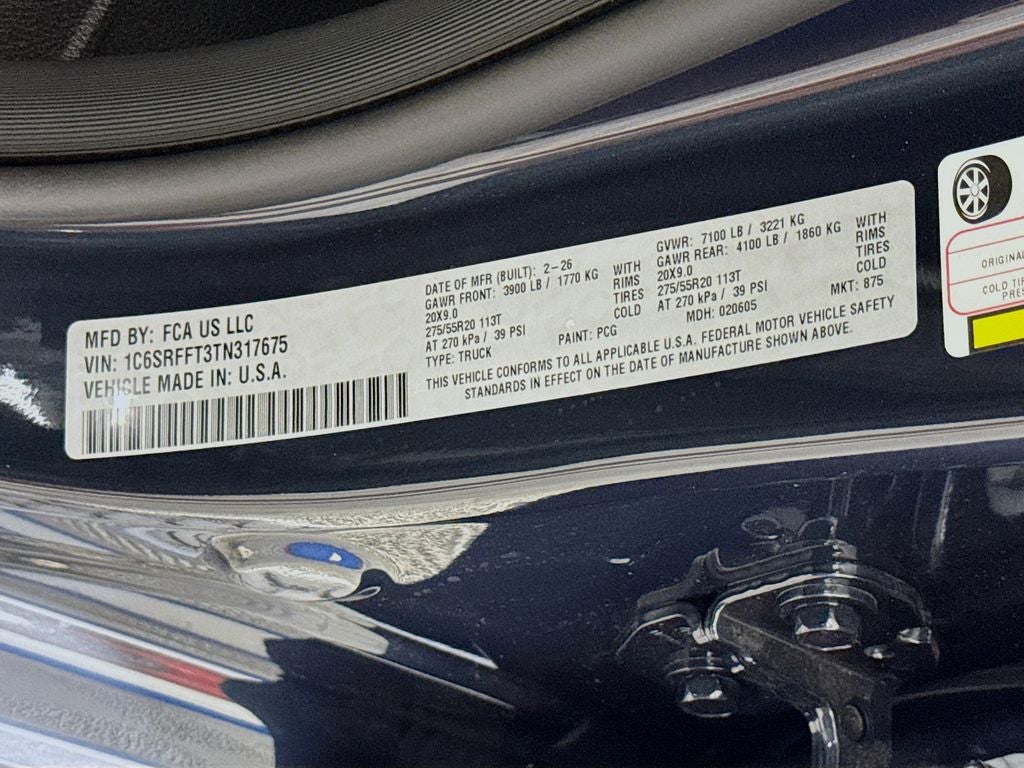 MFD BY: FCA US LLC
VIN: 1C6SRFFT3TN317675
VEHICLE MADE IN: U.S.A.
DATE OF MFR (BUILT): 2-26
GAWR FRONT: 3900 LB / 1770 KG WITH
20X9.0 RIMS
275/55R20 113T TIRES
AT 270 kPa / 39 PSI COLD
TYPE: TRUCK
PAINT: PCG
GVWR: 7100 LB / 3221 KG
GAWR REAR: 4100 LB / 1860 KG WITH
20X9.0 RIMS
275/55R20 113T TIRES
AT 270 kPa / 39 PSI COLD
MDH: 020605 MKT: 875
THIS VEHICLE CONFORMS TO ALL APPLICABLE U.S.A. FEDERAL MOTOR VEHICLE SAFETY
STANDARDS IN EFFECT ON THE DATE OF MANUFACTURE SHOWN ABOVE.
ORIGINAL
COLD